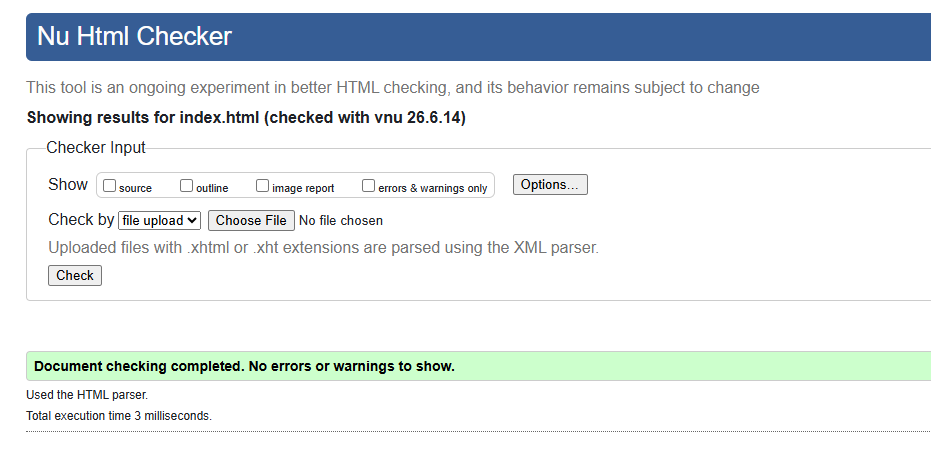 Nu Html Checker
This tool is an ongoing experiment in better HTML checking, and its behavior remains subject to change
Showing results for index.html (checked with vnu 26.6.14)
Checker Input
Show source outline image report errors & warnings only Options...
Check by file upload Choose File No file chosen
Uploaded files with .xhtml or .xht extensions are parsed using the XML parser.
Check
Document checking completed. No errors or warnings to show.
Used the HTML parser.
Total execution time 3 milliseconds.